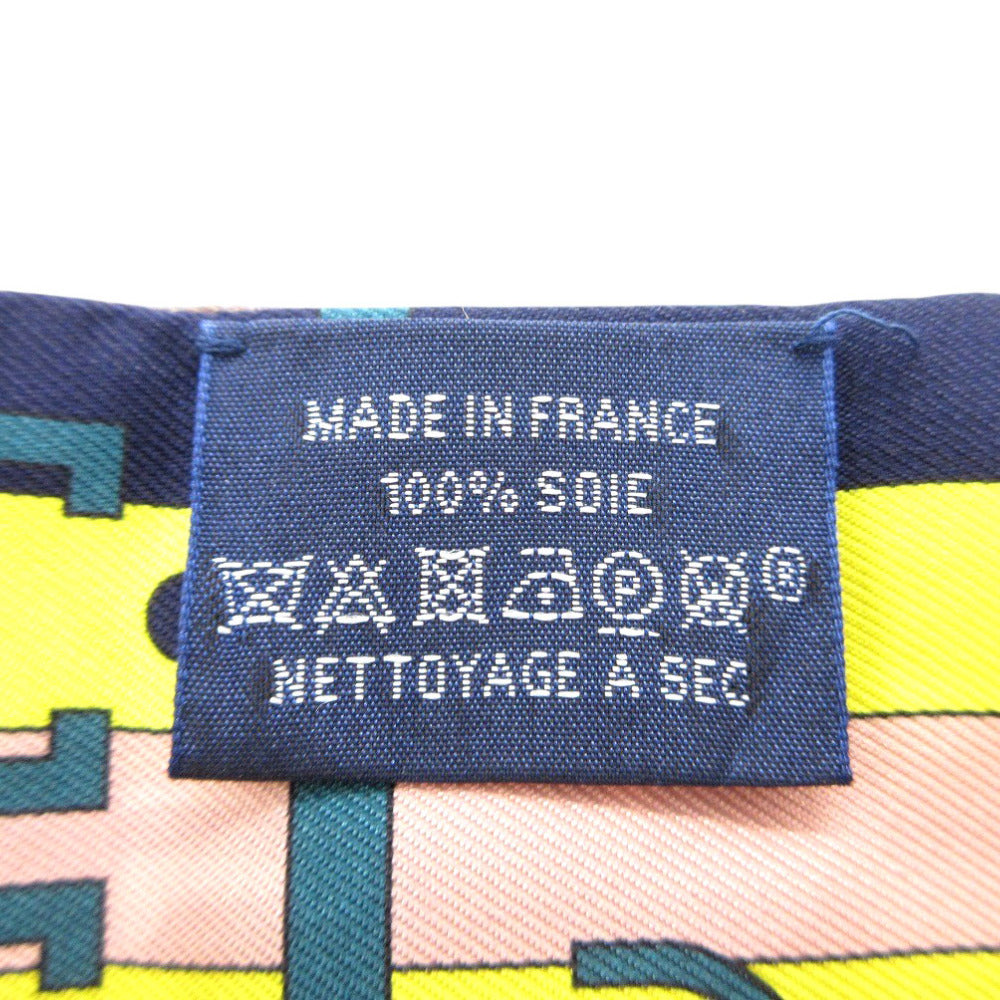 MADE IN FRANCE
100% SOIE
P
NETTOYAGE A SEC